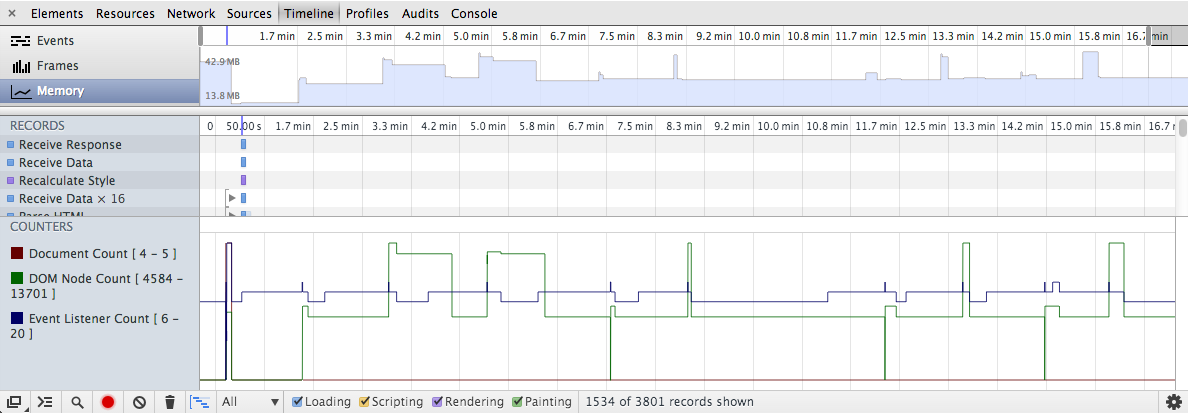 × Elements Resources Network Sources Timeline Profiles Audits Console
Events
Frames
Memory
1.7 min 2.5 min 3.3 min 4.2 min 5.0 min 5.8 min 6.7 min 7.5 min 8.3 min 9.2 min 10.0 min 10.8 min 11.7 min 12.5 min 13.3 min 14.2 min 15.0 min 15.8 min 16.7 min
42.9 MB
13.8 MB
RECORDS
0 50.00 s 1.7 min 2.5 min 3.3 min 4.2 min 5.0 min 5.8 min 6.7 min 7.5 min 8.3 min 9.2 min 10.0 min 10.8 min 11.7 min 12.5 min 13.3 min 14.2 min 15.0 min 15.8 min 16.7 m
Receive Response
Receive Data
Recalculate Style
Receive Data × 16
Parse HTML
COUNTERS
Document Count [ 4 – 5 ]
DOM Node Count [ 4584 –
13701 ]
Event Listener Count [ 6 –
20 ]
All Loading Scripting Rendering Painting 1534 of 3801 records shown